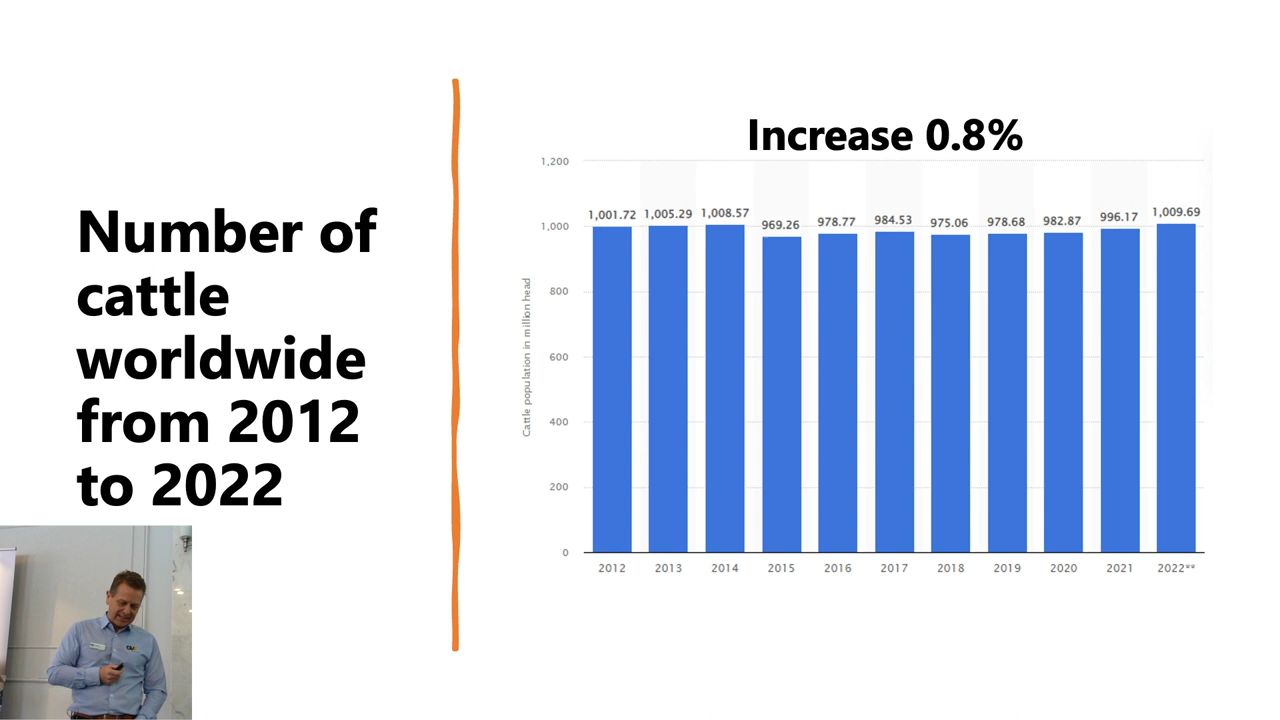 Number of
cattle
worldwide
from 2012
to 2022
Increase 0.8%
Cattle population in million head
1,200
1,000
800
600
400
200
0
1,001.72 1,005.29 1,008.57 969.26 978.77 984.53 975.06 978.68 982.87 996.17 1,009.69
2012 2013 2014 2015 2016 2017 2018 2019 2020 2021 2022**